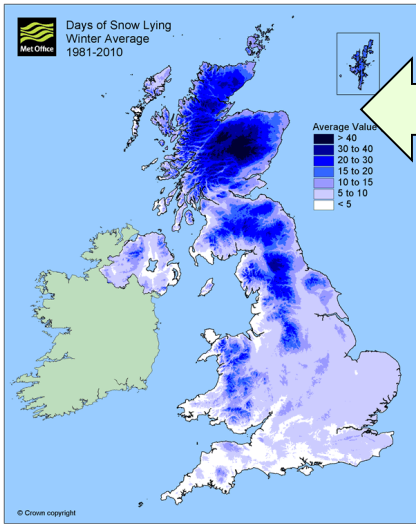 Met Office
Days of Snow Lying
Winter Average
1981-2010
Average Value
> 40
30 to 40
20 to 30
15 to 20
10 to 15
5 to 10
< 5
© Crown copyright